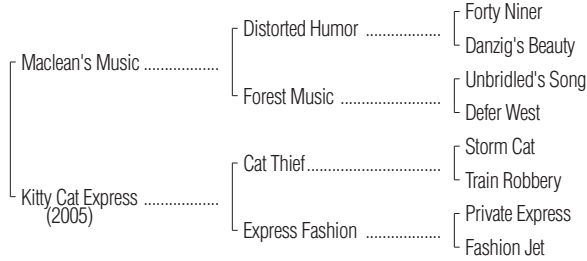 Forty Niner
Distorted Humor ..................
Danzig's Beauty
Maclean's Music ..................
Unbridled's Song
Forest Music ........................
Defer West
Storm Cat
Cat Thief................................
Train Robbery
Kitty Cat Express ..................
(2005)
Private Express
Express Fashion ..................
Fashion Jet